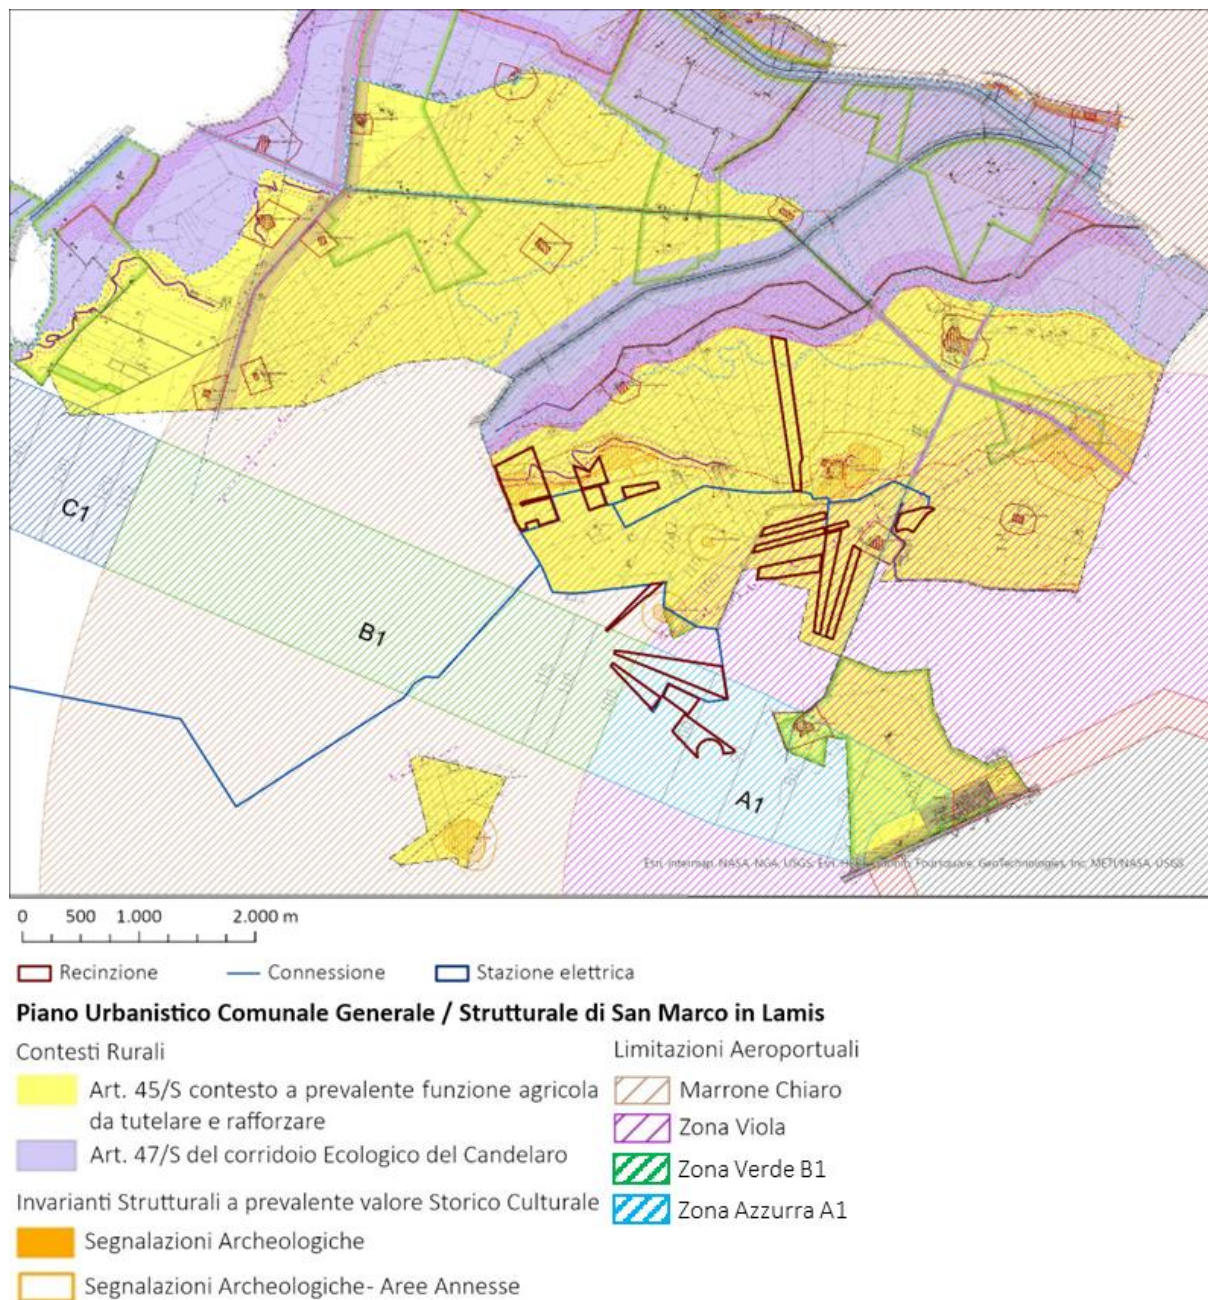 C1
B1
A1
Esri, Intermap, NASA, NGA, USGS; Esri, Foursquare, GeoTechnologies, Inc, METI/NASA, USGS
0 500 1.000 2.000 m
Recinzione Connessione Stazione elettrica
Piano Urbanistico Comunale Generale / Strutturale di San Marco in Lamis
Contesti Rurali
Art. 45/S contesto a prevalente funzione agricola
da tutelare e rafforzare
Art. 47/S del corridoio Ecologico del Candelaro
Invarianti Strutturali a prevalente valore Storico Culturale
Segnalazioni Archeologiche
Segnalazioni Archeologiche- Aree Annesse
Limitazioni Aeroportuali
Marrone Chiaro
Zona Viola
Zona Verde B1
Zona Azzurra A1